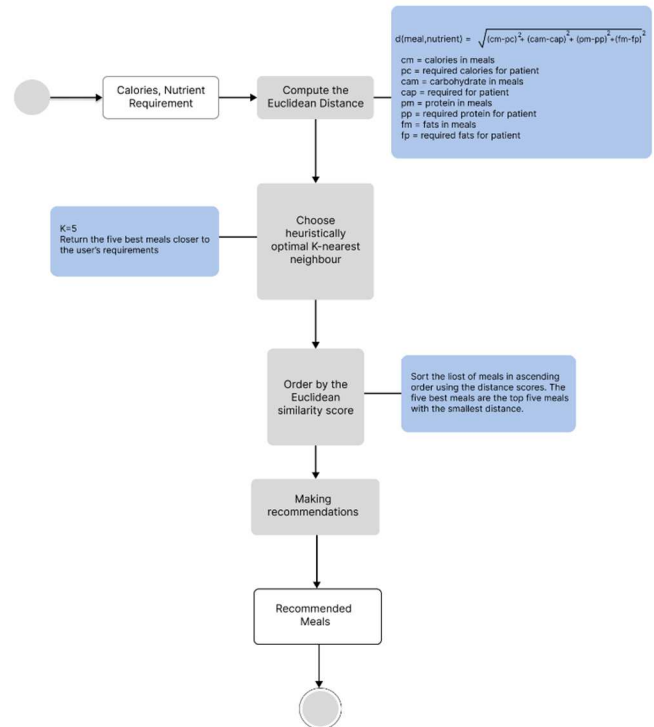 d(meal,nutrient) = √(cm-pc)²+ (cam-cap)²+ (pm-pp)²+(fm-fp)²
cm = calories in meals
pc = required calories for patient
cam = carbohydrate in meals
cap = required for patient
pm = protein in meals
pp = required protein for patient
fm = fats in meals
fp = required fats for patient
Calories, Nutrient
Requirement
Compute the
Euclidean Distance
K=5
Return the five best meals closer to
the user's requirements
Choose
heuristically
optimal K-nearest
neighbour
Order by the
Euclidean
similarity score
Sort the liost of meals in ascending
order using the distance scores. The
five best meals are the top five meals
with the smallest distance.
Making
recommendations
Recommended
Meals